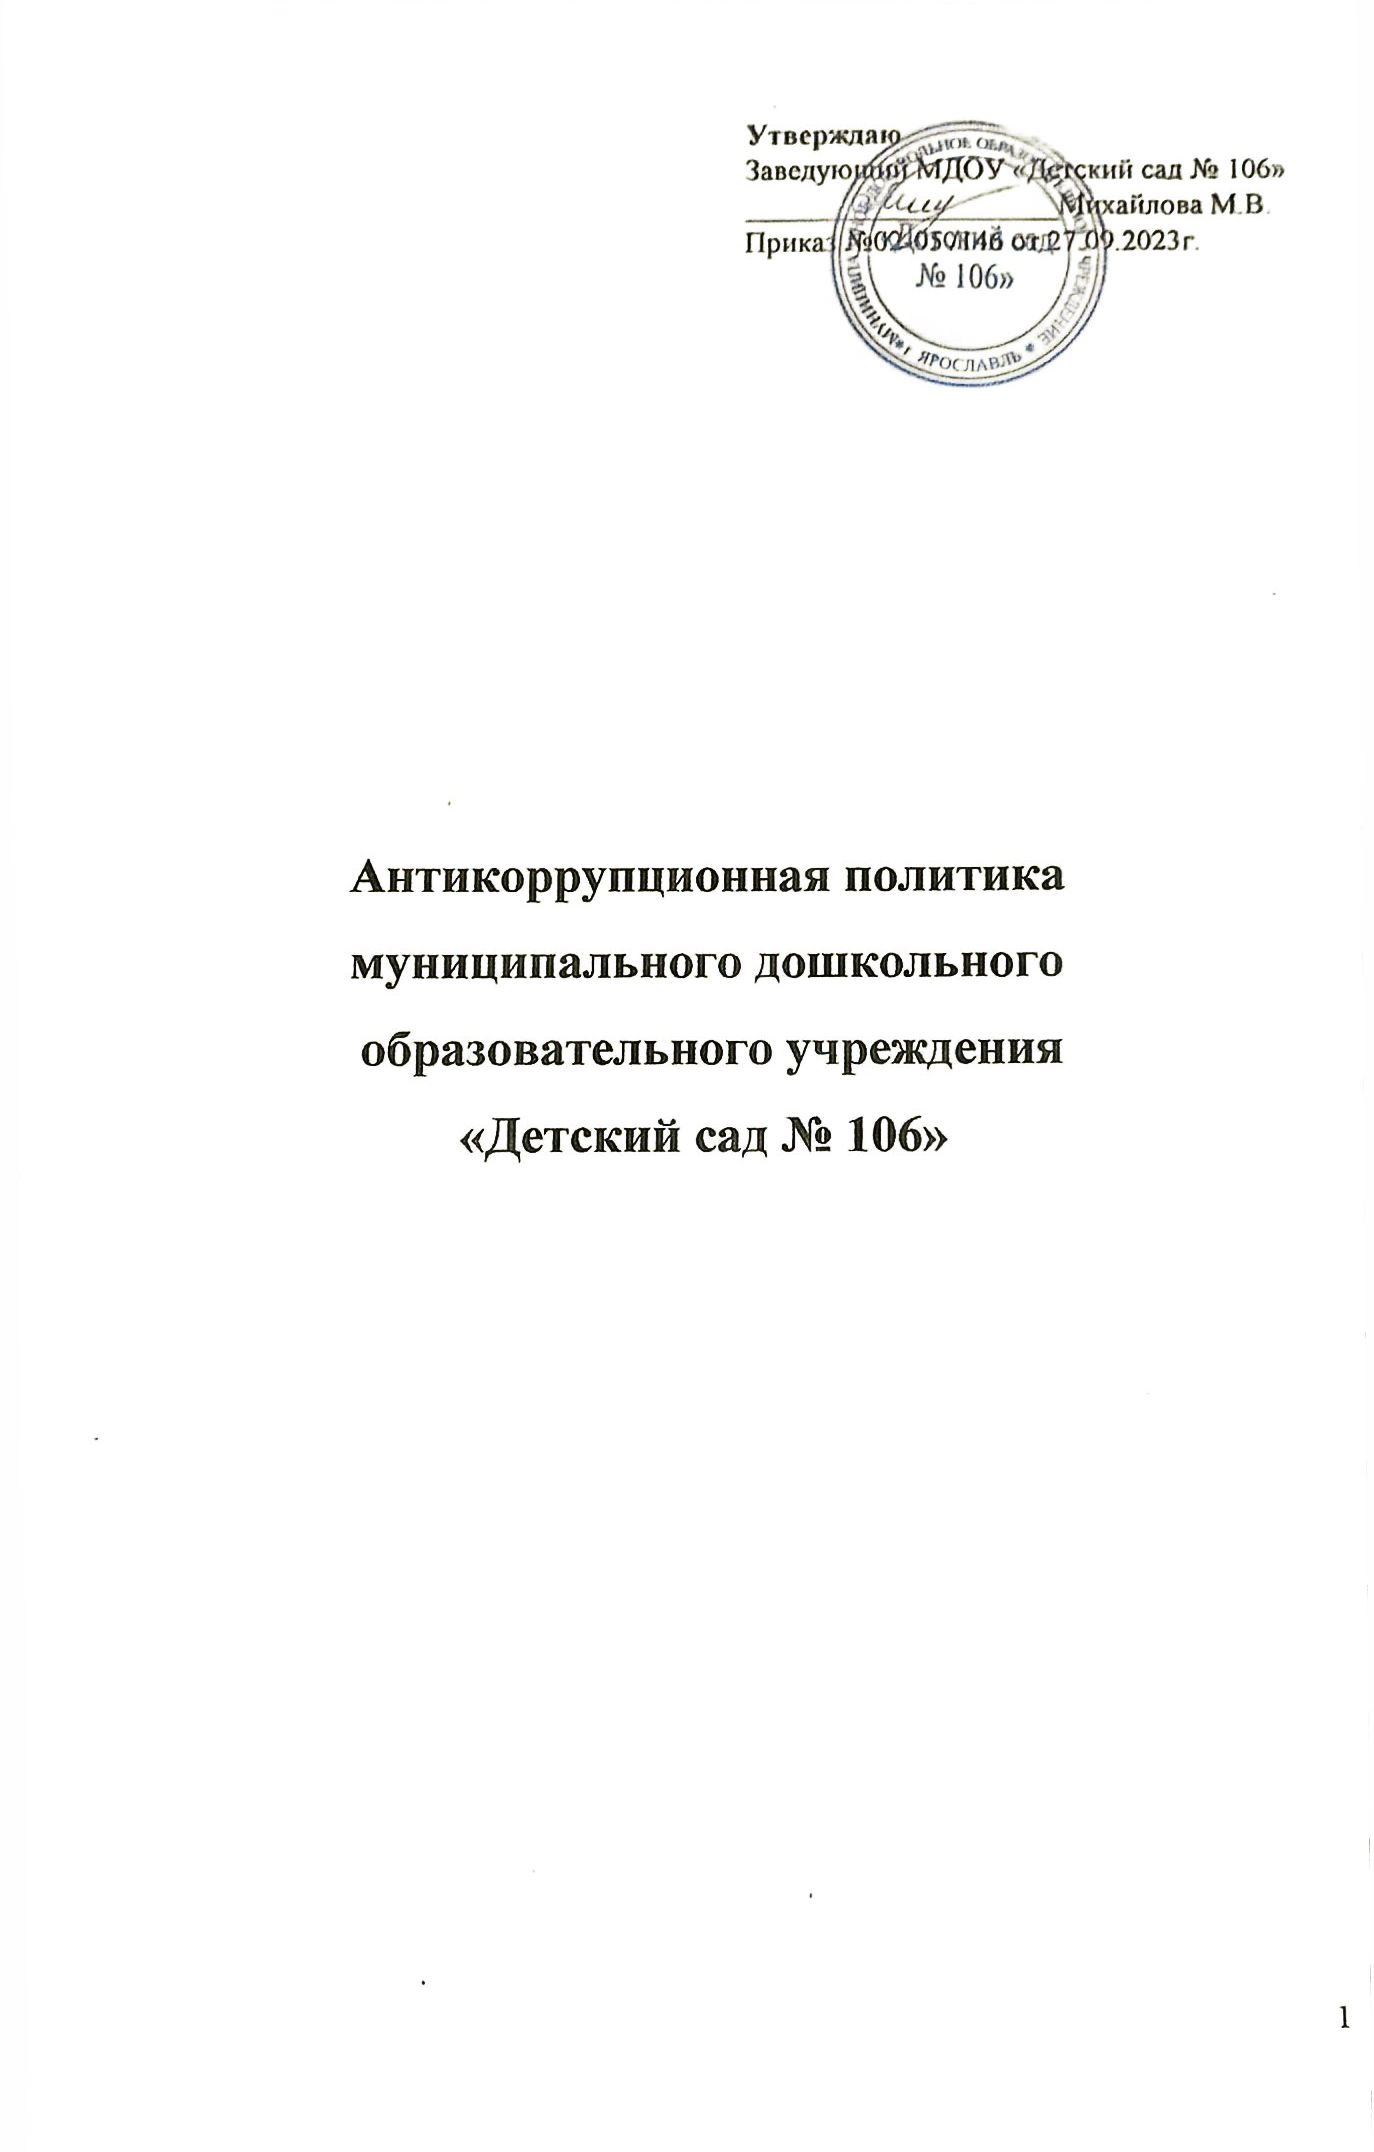 Утверждаю
Заведующий МДОУ «Детский сад № 106»
Михайлова М.В.
Приказ от 27.09.2023г.
№ 106»
ЯРОСЛАВЛЬ
Антикоррупционная политика
муниципального дошкольного
образовательного учреждения
«Детский сад № 106»
1